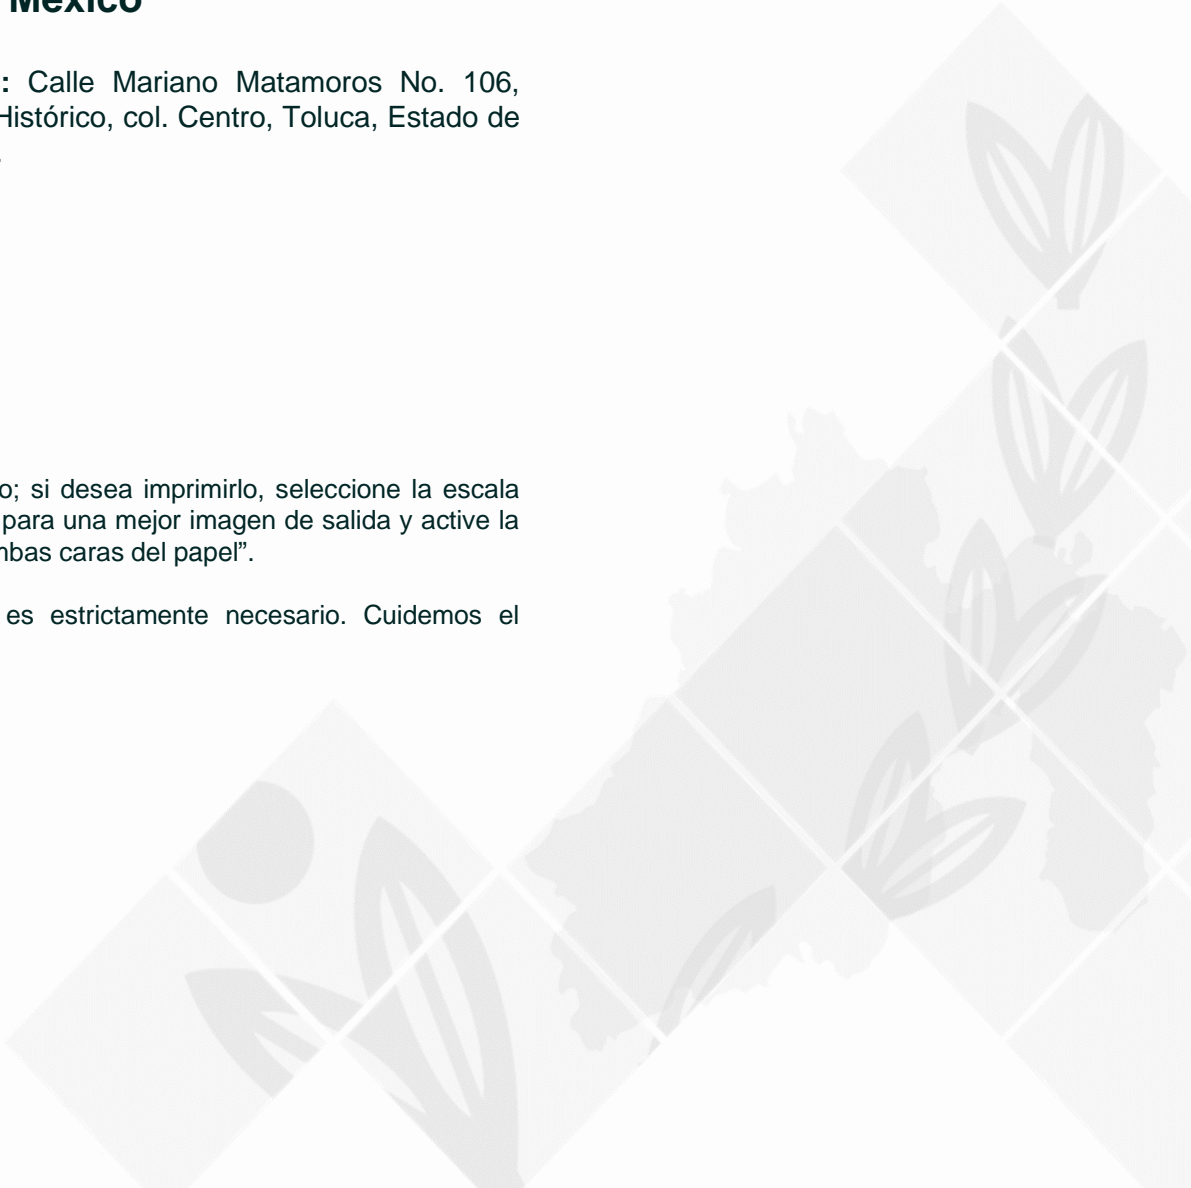 México
: Calle Mariano Matamoros No. 106,
Histórico, col. Centro, Toluca, Estado de
.
o; si desea imprimirlo, seleccione la escala
para una mejor imagen de salida y active la
mbas caras del papel”.
es estrictamente necesario. Cuidemos el